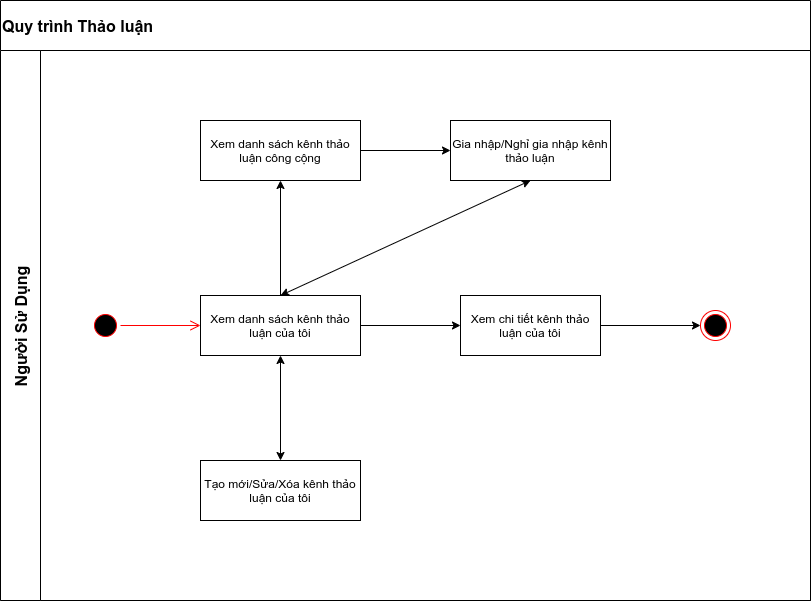 Quy trình Thảo luận
Người Sử Dụng
Xem danh sách kênh thảo
luận công cộng
Gia nhập/Nghỉ gia nhập kênh
thảo luận
Xem danh sách kênh thảo
luận của tôi
Xem chi tiết kênh thảo
luận của tôi
Tạo mới/Sửa/Xóa kênh thảo
luận của tôi